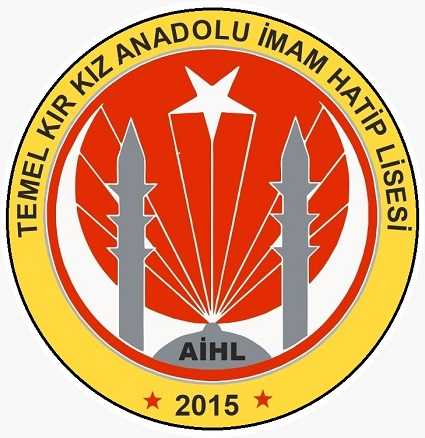 TEMEL KIR KIZ ANADOLU İMAM HATİP LİSESİ
AİHL
2015